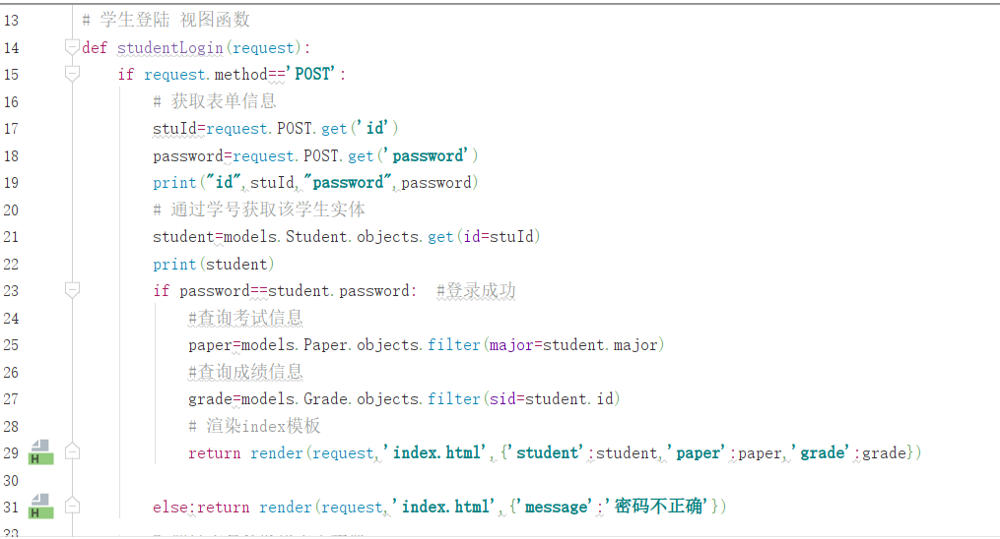 13 # 学生登陆 视图函数
14 def studentLogin(request):
15 if request.method=='POST':
16 # 获取表单信息
17 stuId=request.POST.get('id')
18 password=request.POST.get('password')
19 print("id",stuId,"password",password)
20 # 通过学号获取该学生实体
21 student=models.Student.objects.get(id=stuId)
22 print(student)
23 if password==student.password: #登录成功
24 #查询考试信息
25 paper=models.Paper.objects.filter(major=student.major)
26 #查询成绩信息
27 grade=models.Grade.objects.filter(sid=student.id)
28 # 渲染index模板
29 return render(request,'index.html',{'student':student,'paper':paper,'grade':grade})
30
31 else:return render(request,'index.html',{'message':'密码不正确'})